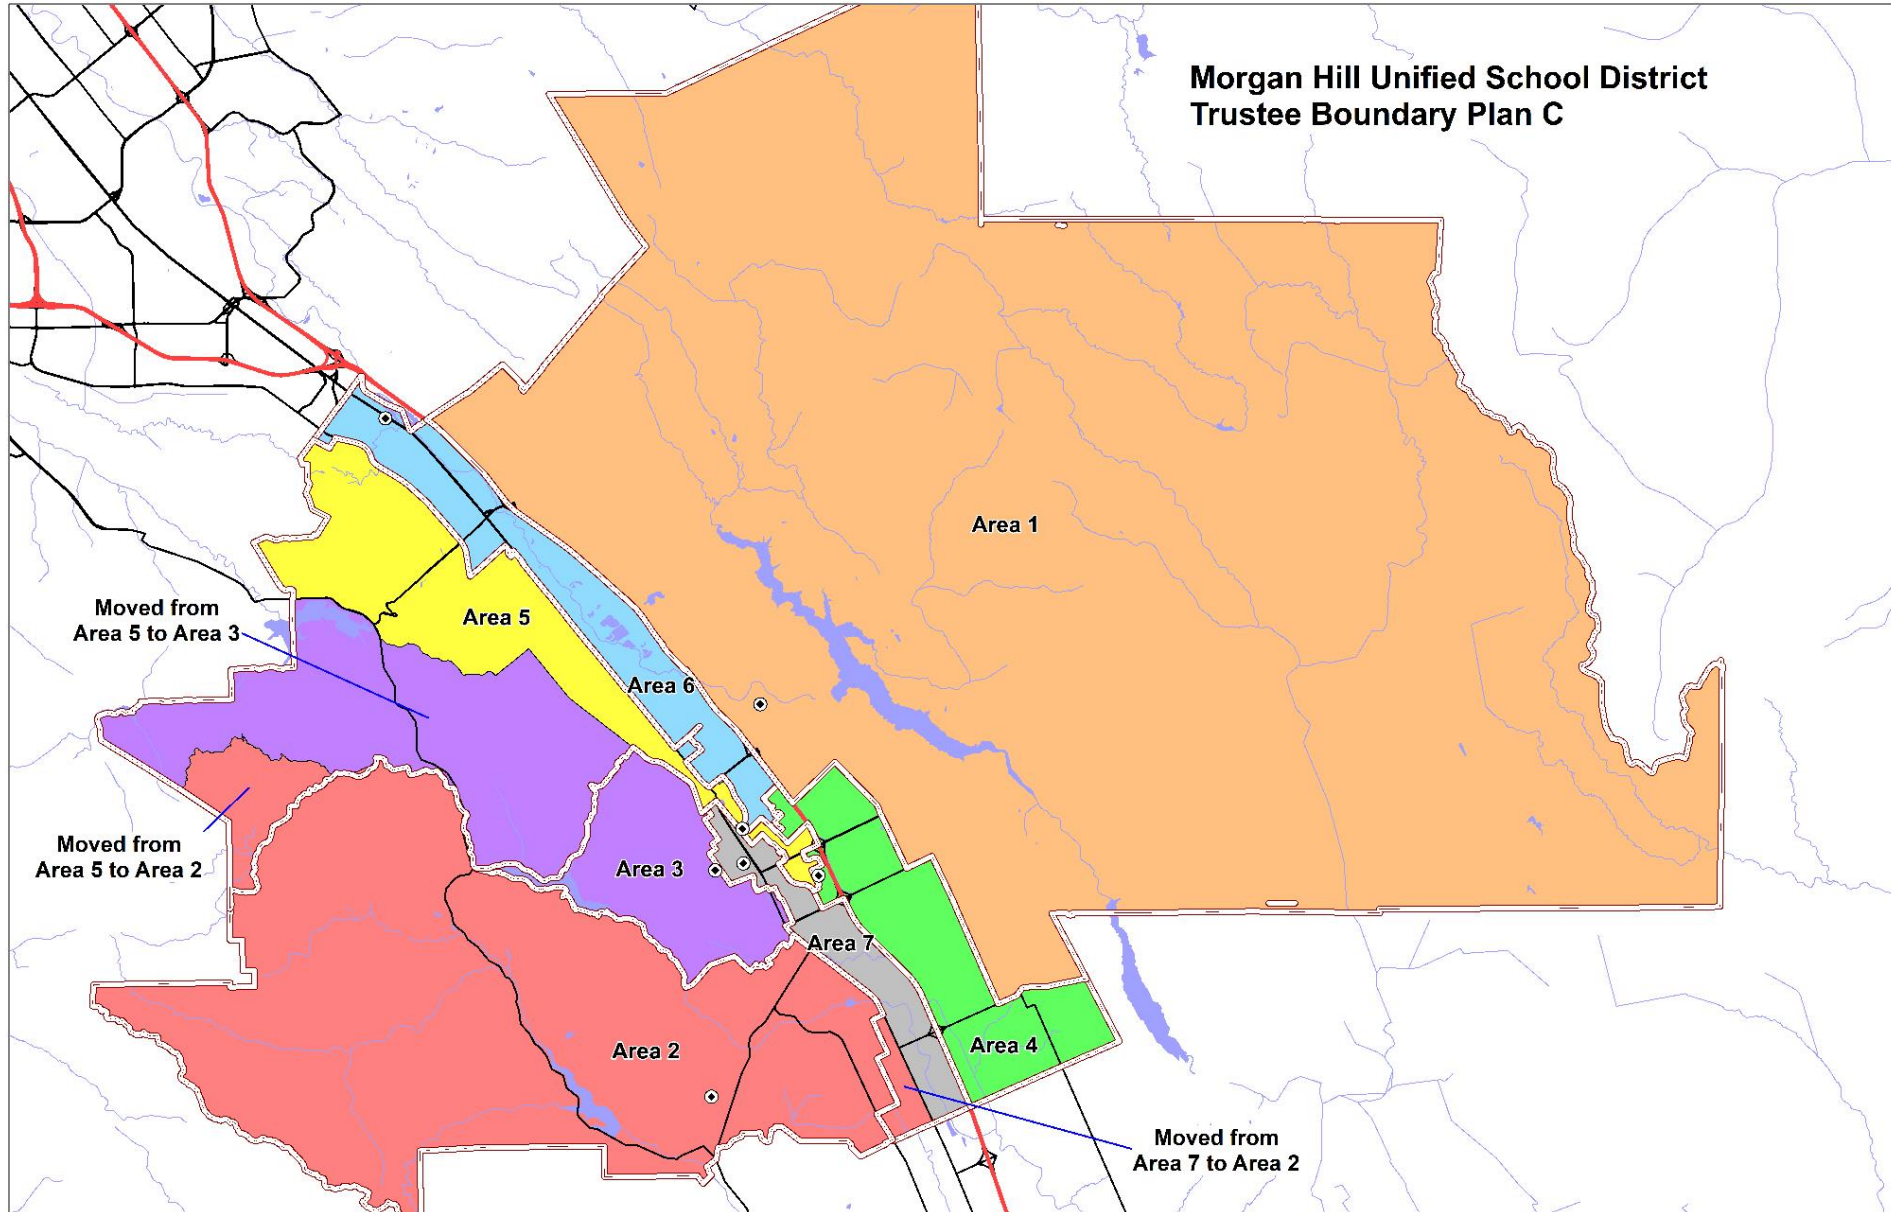 Morgan Hill Unified School District
Trustee Boundary Plan C
Area 1
Moved from
Area 5 to Area 3
Area 5
Area 6
Moved from
Area 5 to Area 2
Area 3
Area 7
Area 2
Area 4
Moved from
Area 7 to Area 2